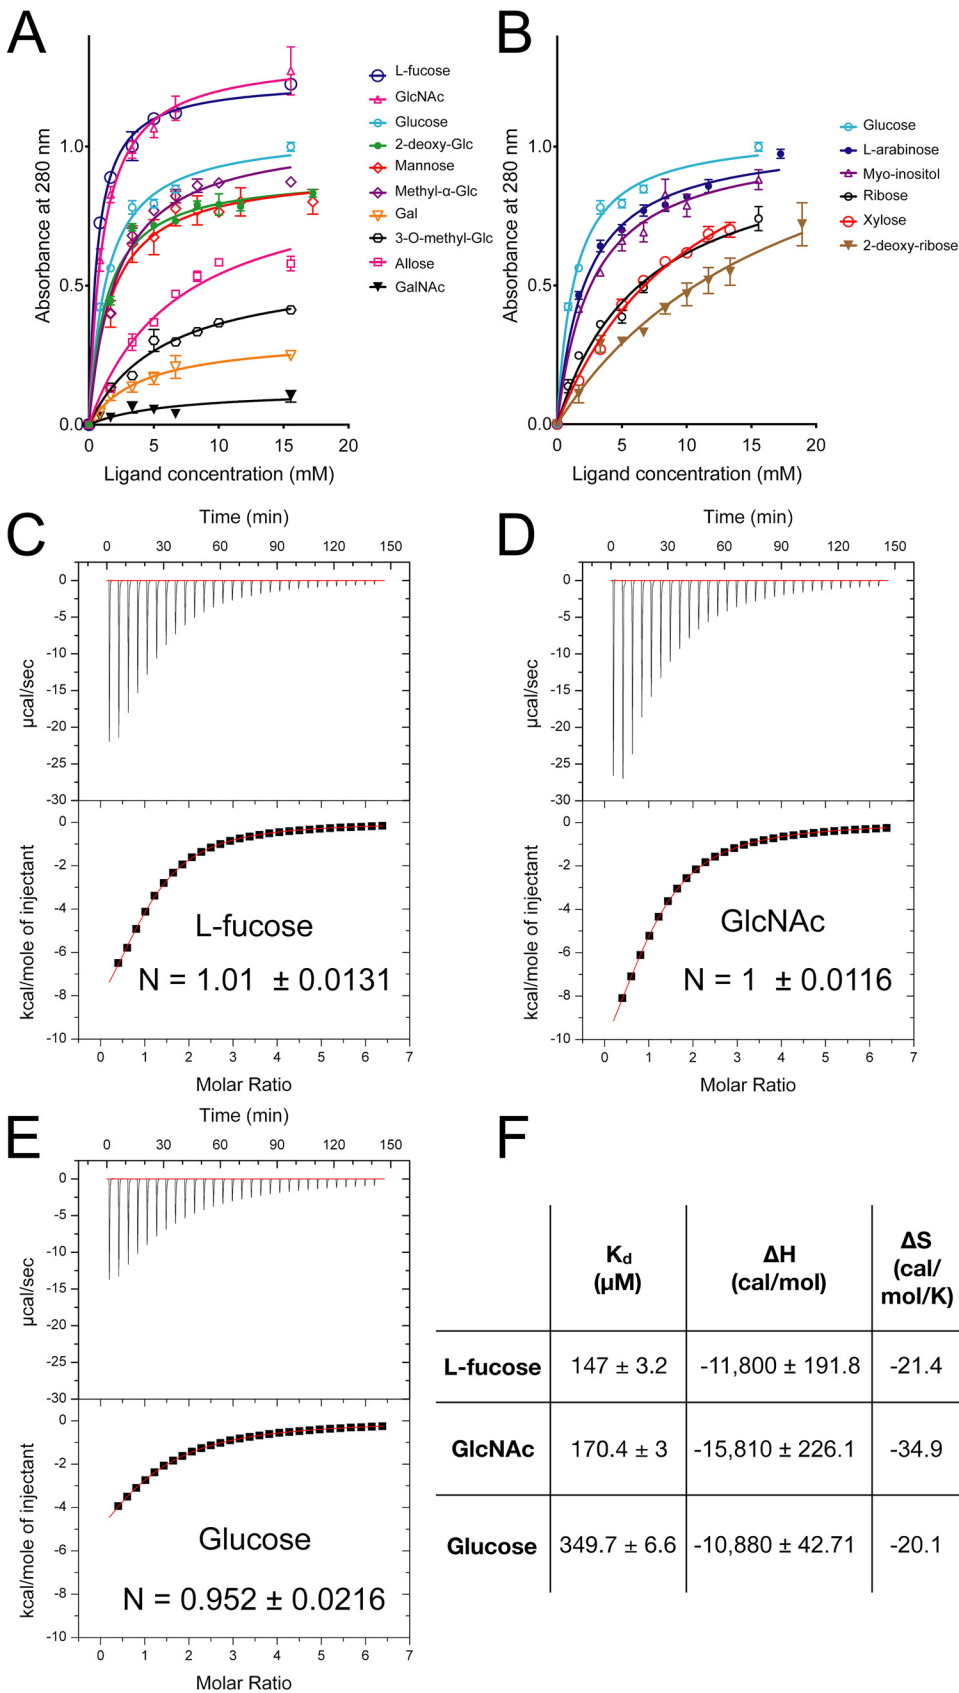 A
Absorbance at 280 nm
1.0
0.5
0.0
0 5 10 15 20
Ligand concentration (mM)
L-fucose
GlcNAc
Glucose
2-deoxy-Glc
Mannose
Methyl-α-Glc
Gal
3-O-methyl-Glc
Allose
GalNAc
B
Absorbance at 280 nm
1.0
0.5
0.0
0 5 10 15 20
Ligand concentration (mM)
Glucose
L-arabinose
Myo-inositol
Ribose
Xylose
2-deoxy-ribose
C
Time (min)
0 30 60 90 120 150
µcal/sec
0
-5
-10
-15
-20
-25
-30
kcal/mole of injectant
0
-2
-4
-6
-8
-10
L-fucose
N = 1.01 ± 0.0131
0 1 2 3 4 5 6 7
Molar Ratio
D
Time (min)
0 30 60 90 120 150
µcal/sec
0
-5
-10
-15
-20
-25
-30
kcal/mole of injectant
0
-2
-4
-6
-8
-10
GlcNAc
N = 1 ± 0.0116
0 1 2 3 4 5 6 7
Molar Ratio
E
Time (min)
0 30 60 90 120 150
µcal/sec
0
-5
-10
-15
-20
-25
-30
kcal/mole of injectant
0
-2
-4
-6
-8
-10
Glucose
N = 0.952 ± 0.0216
0 1 2 3 4 5 6 7
Molar Ratio
F
Kd
(µM)
ΔH
(cal/mol)
ΔS
(cal/
mol/K)
L-fucose 147 ± 3.2 -11,800 ± 191.8 -21.4
GlcNAc 170.4 ± 3 -15,810 ± 226.1 -34.9
Glucose 349.7 ± 6.6 -10,880 ± 42.71 -20.1